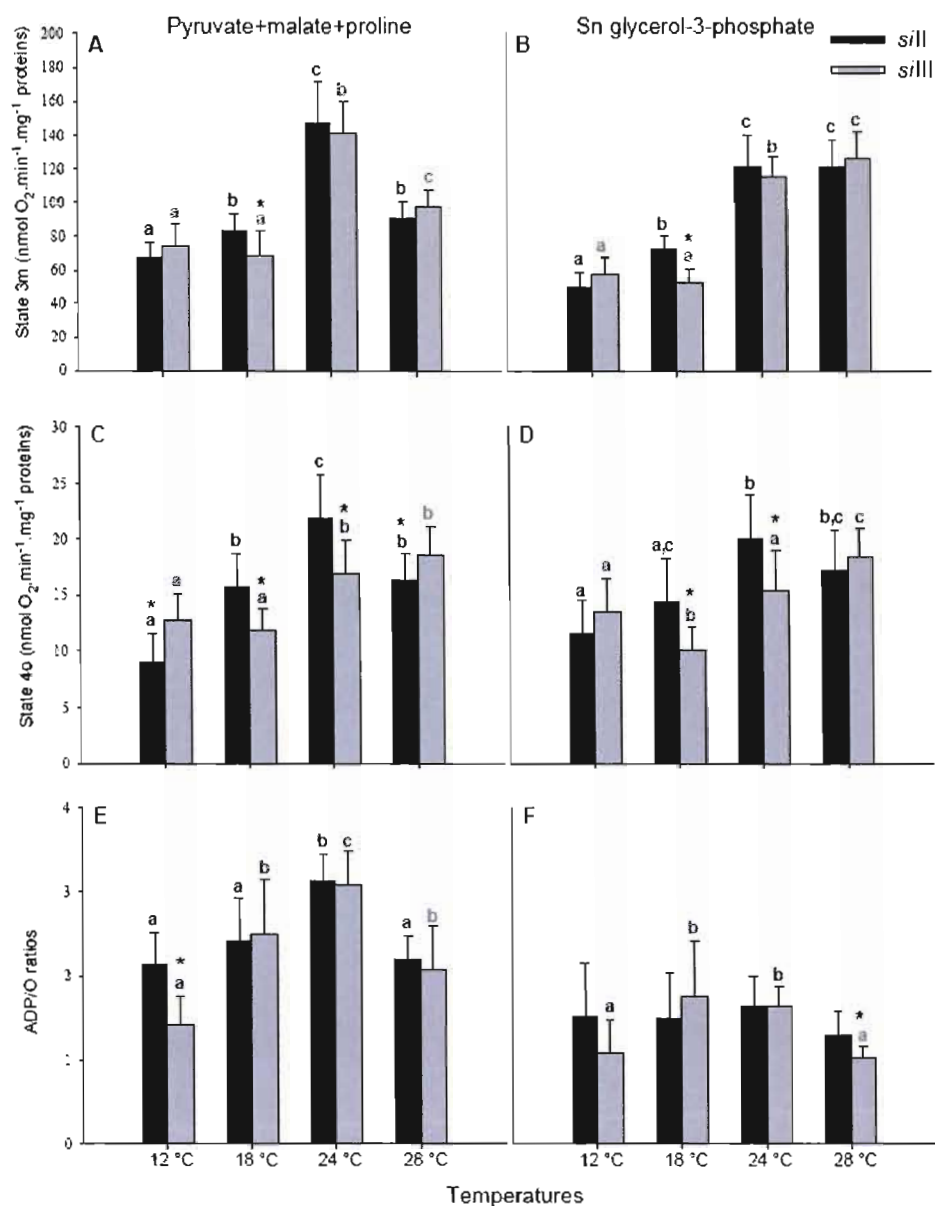 Pyruvate+malate+proline
Sn glycerol-3-phosphate
siII
siIII
A
State 3m (nmol O₂.min⁻¹.mg⁻¹ proteins)
200
180
160
140
120
100
80
60
40
20
0
a
a
b
*
a
c
b
b
c
B
a
a
b
*
a
c
b
c
c
C
State 4o (nmol O₂.min⁻¹.mg⁻¹ proteins)
30
25
20
15
10
5
0
*
a
a
b
*
a
c
*
b
*
b
b
D
a
a
a,c
*
b
b
*
a
b,c
c
E
ADP/O ratios
4
3
1
0
a
*
a
a
b
b
c
a
b
F
a
b
b
*
a
12 °C
18 °C
24 °C
28 °C
12 °C
18 °C
24 °C
28 °C
Temperatures